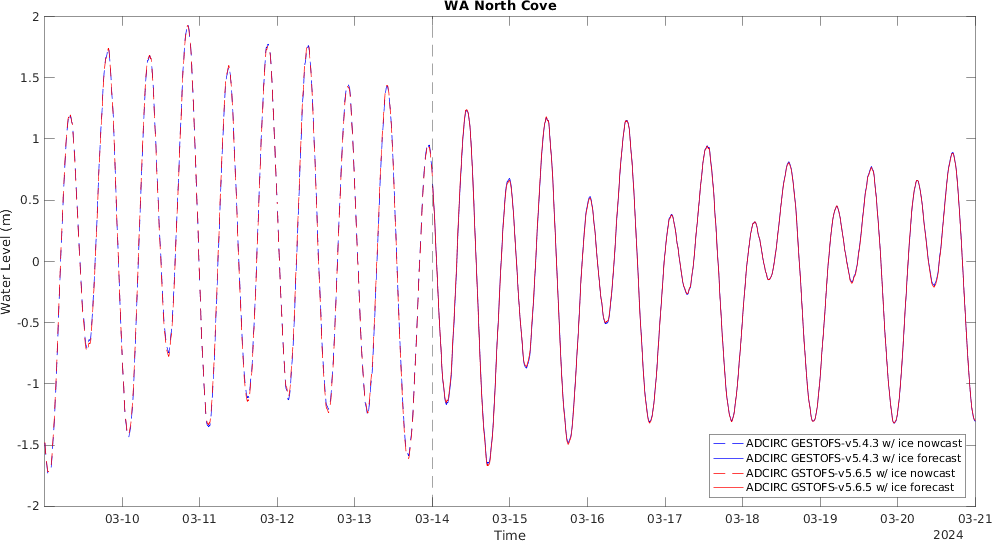 WA North Cove
2
1.5
1
0.5
0
-0.5
-1
-1.5
-2
Water Level (m)
03-10 03-11 03-12 03-13 03-14 03-15 03-16 03-17 03-18 03-19 03-20 03-21
Time
2024
ADCIRC GESTOFS-v5.4.3 w/ ice nowcast
ADCIRC GESTOFS-v5.4.3 w/ ice forecast
ADCIRC GSTOFS-v5.6.5 w/ ice nowcast
ADCIRC GSTOFS-v5.6.5 w/ ice forecast